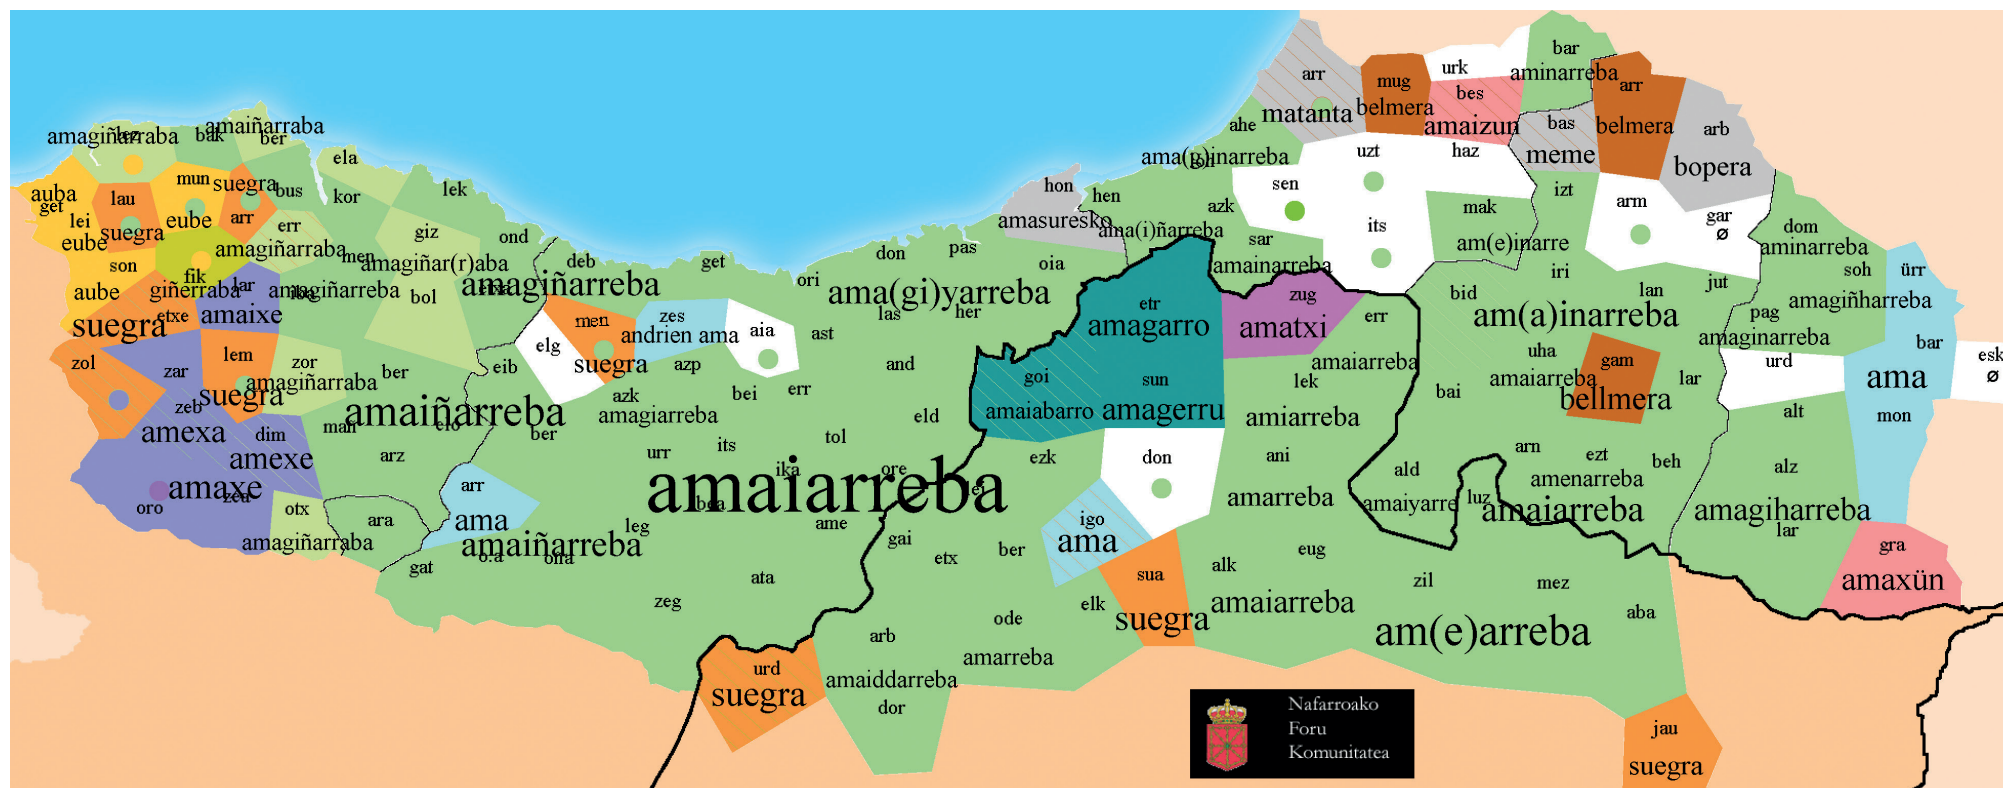 bar
urk
aminarreba
arr
mug
arr
bes
belmera
matanta
amaizun
bas
belmera
arb
amagiñarraba
bak
amaiñarraba
ber
ahe
ama(g)inarreba
uzt
haz
meme
bopera
ela
auba
get
lau
mun
suegra
bus
kor
lek
hon
hen
sen
izt
arm
lei
suegra
eube
arr
err
giz
ond
amasuresko
azk
ama(i)ñarreba
mak
its
gar
ø
dom
eube
amagiñarraba
men
pas
don
sar
am(e)inarre
aminarreba
son
fik
amagiñar(r)aba
deb
get
oia
amainarreba
iri
soh
ürr
aube
giñerraba
lar
amagiñarreba
bol
amagiñarreba
ori
ama(gi)yarreba
zug
bid
lan
jut
amagiñharreba
suegra
etxe
amaixe
men
zes
las
her
etr
amagarro
amatxi
err
am(a)inarreba
pag
andrien ama
aia
ast
amaginarreba
bar
zol
lem
zor
elg
suegra
azp
and
amaiarreba
uha
gam
urd
esk
ø
zar
ber
eib
goi
sun
lek
amaiarreba
lar
ama
suegra
amagiñarraba
azk
bei
err
bai
bellmera
zeb
amaiñarreba
amagiarreba
eld
amaiabarro
amagerru
amiarreba
alt
mon
amexa
dim
mañ
elo
ber
its
tol
amexe
arz
urr
ika
ore
ezk
don
ani
ald
arn
ezt
beh
alz
amaxe
zea
arr
amaiarreba
lei
amarreba
amaiyarre
luz
amenarreba
oro
otx
ara
ama
bea
igo
amaiarreba
amagiharreba
amagiñarraba
amaiñarreba
leg
ame
gai
ama
eug
lar
gat
oña
ata
etx
ber
sua
alk
zil
mez
gra
amaxün
zeg
ode
elk
suegra
amaiarreba
aba
arb
am(e)arreba
urd
amarreba
suegra
amaiddarreba
dor
Nafarroako
Foru
Komunitatea
jau
suegra